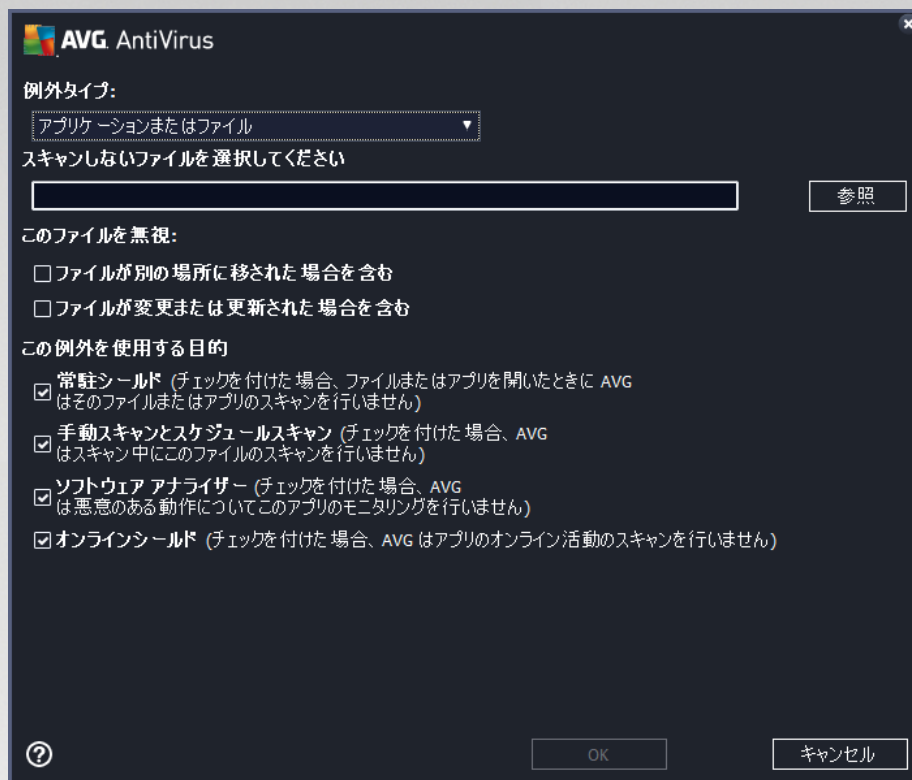 AVG AntiVirus
例外タイプ:
アプリケーションまたはファイル
スキャンしないファイルを選択してください
参照
このファイルを無視:
ファイルが別の場所に移された場合を含む
ファイルが変更または更新された場合を含む
この例外を使用する目的
常駐シールド (チェックを付けた場合、ファイルまたはアプリを開いたときに AVG
はそのファイルまたはアプリのスキャンを行いません)
手動スキャンとスケジュールスキャン (チェックを付けた場合、AVG
はスキャン中にこのファイルのスキャンを行いません)
ソフトウェア アナライザー (チェックを付けた場合、AVG
は悪意のある動作についてこのアプリのモニタリングを行いません)
オンラインシールド (チェックを付けた場合、AVG はアプリのオンライン活動のスキャンを行いません)
?
OK
キャンセル